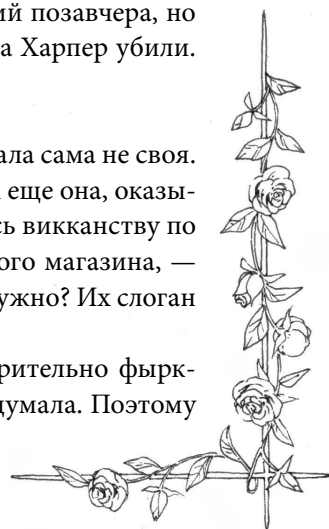 ий позавчера, но
а Харпер убили.
ала сама не своя.
еще она, оказы-
сь викканству по
ого магазина, —
ужно? Их слоган
рительно фырк-
думала. Поэтому